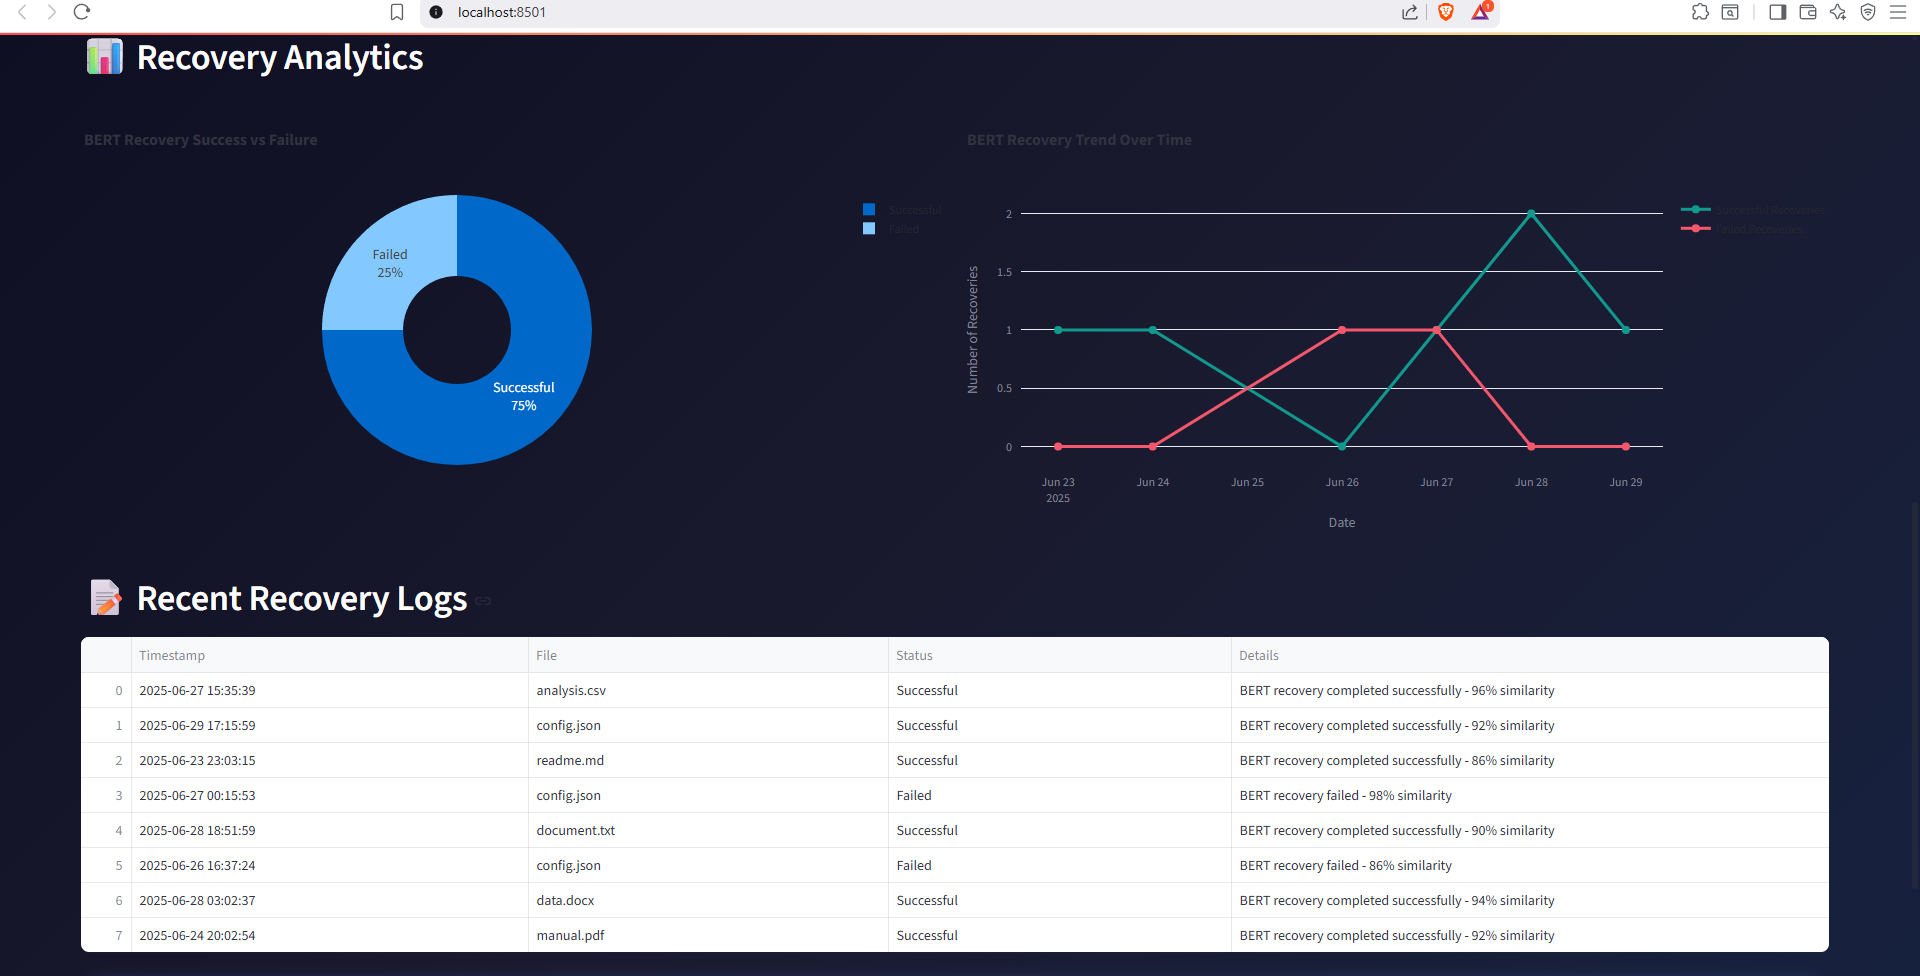 localhost:8501
1
Recovery Analytics
BERT Recovery Success vs Failure
Failed
25%
Successful
75%
Successful
Failed
BERT Recovery Trend Over Time
Number of Recoveries
2
1.5
1
0.5
0
Jun 23
2025
Jun 24
Jun 25
Jun 26
Jun 27
Jun 28
Jun 29
Date
Successful Recoveries
Failed Recoveries
Recent Recovery Logs
Timestamp File Status Details
0 2025-06-27 15:35:39 analysis.csv Successful BERT recovery completed successfully - 96% similarity
1 2025-06-29 17:15:59 config.json Successful BERT recovery completed successfully - 92% similarity
2 2025-06-23 23:03:15 readme.md Successful BERT recovery completed successfully - 86% similarity
3 2025-06-27 00:15:53 config.json Failed BERT recovery failed - 98% similarity
4 2025-06-28 18:51:59 document.txt Successful BERT recovery completed successfully - 90% similarity
5 2025-06-26 16:37:24 config.json Failed BERT recovery failed - 86% similarity
6 2025-06-28 03:02:37 data.docx Successful BERT recovery completed successfully - 94% similarity
7 2025-06-24 20:02:54 manual.pdf Successful BERT recovery completed successfully - 92% similarity